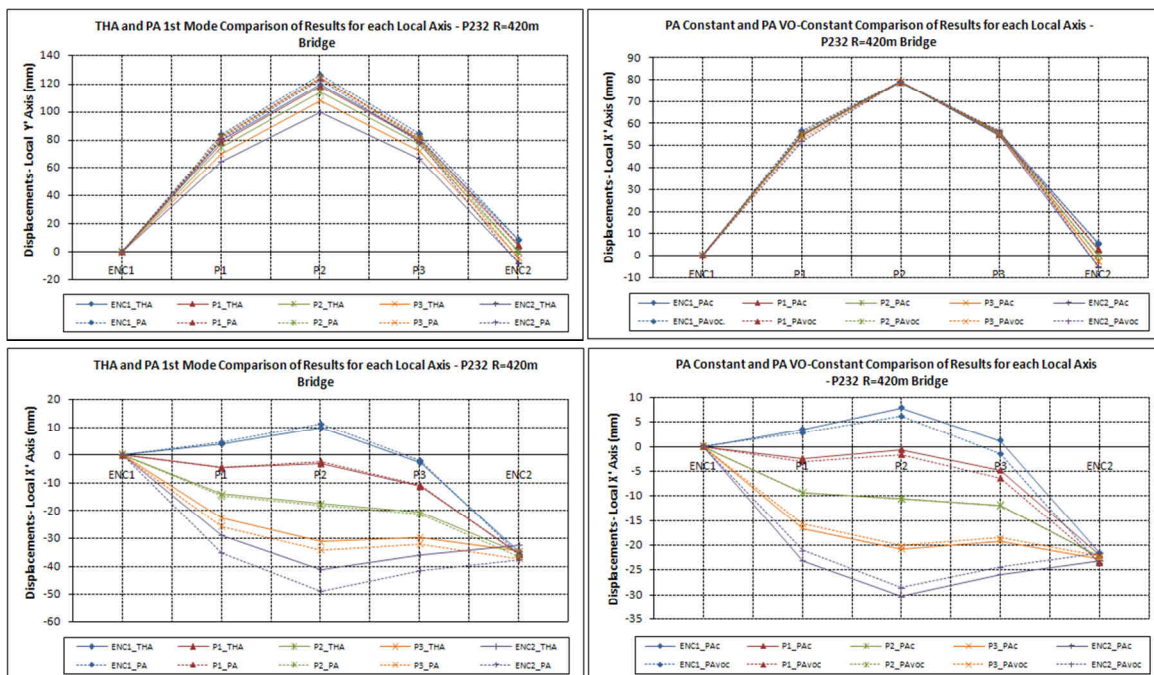 THA and PA 1st Mode Comparison of Results for each Local Axis - P232 R=420m
Bridge
Displacements- Local Y' Axis (mm)
140
120
100
80
60
40
20
0
-20
ENC1
P1
P2
P3
ENC2
ENC1_THA
P1_THA
P2_THA
P3_THA
ENC2_THA
ENC1_PA
P1_PA
P2_PA
P3_PA
ENC2_PA
PA Constant and PA VO-Constant Comparison of Results for each Local Axis -
P232 R=420m Bridge
Displacements- Local X' Axis (mm)
90
80
70
60
50
40
30
20
10
0
-10
ENC1
P1
P2
P3
ENC2
ENC1_PAc
P1_PAc
P2_PAc
P3_PAc
ENC2_PAc
ENC1_PAvoc.
P1_PAvoc
P2_PAvoc
P3_PAvoc
ENC2_PAvoc
THA and PA 1st Mode Comparison of Results for each Local Axis - P232 R=420m
Bridge
Displacements- Local X' Axis (mm)
20
10
0
-10
-20
-30
-40
-50
-60
ENC1
P1
P2
P3
ENC2
ENC1_THA
P1_THA
P2_THA
P3_THA
ENC2_THA
ENC1_PA
P1_PA
P2_PA
P3_PA
ENC2_PA
PA Constant and PA VO-Constant Comparison of Results for each Local Axis
- P232 R=420m Bridge
Displacements- Local X' Axis (mm)
10
5
0
-5
-10
-15
-20
-25
-30
-35
ENC1
P1
P2
P3
ENC2
ENC1_PAc
P1_PAc
P2_PAc
P3_PAc
ENC2_PAc
ENC1_PAvoc
P1_PAvoc
P2_PAvoc
P3_PAvoc
ENC2_PAvoc